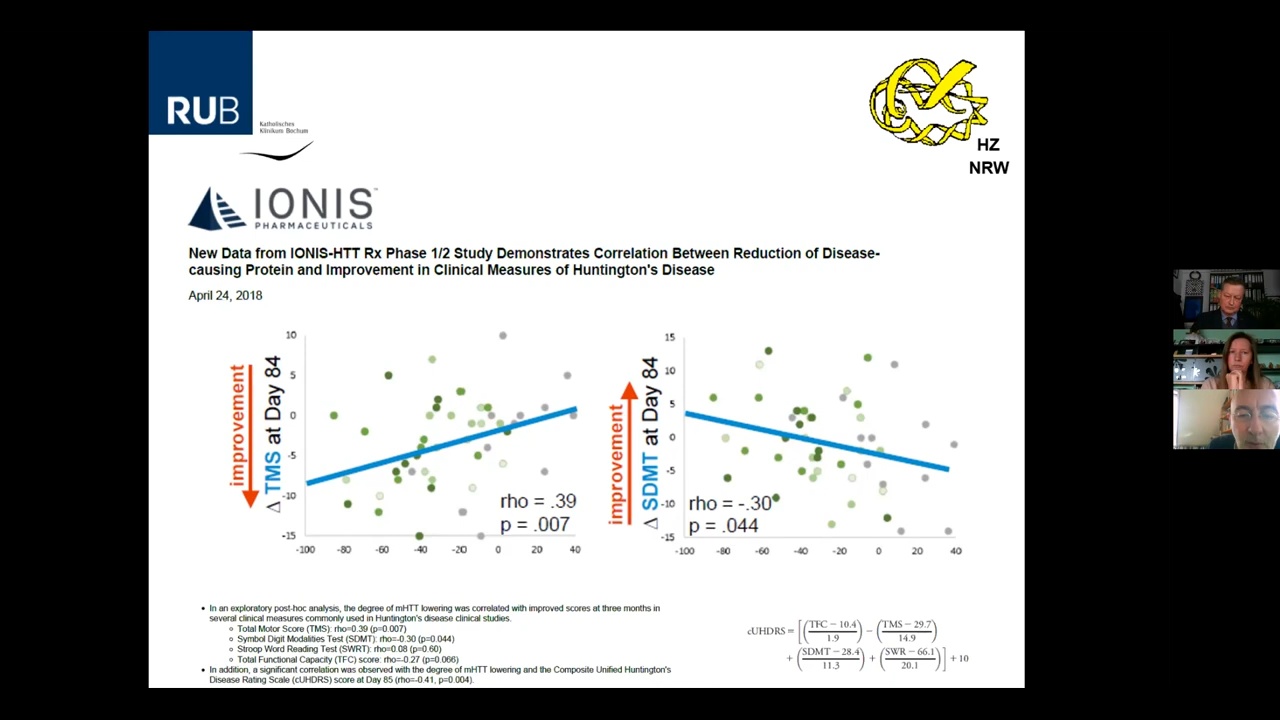 RUB
Katholisches
Klinikum Bochum
HZ
NRW
IONIS™
PHARMACEUTICALS
New Data from IONIS-HTT Rx Phase 1/2 Study Demonstrates Correlation Between Reduction of Disease-
causing Protein and Improvement in Clinical Measures of Huntington's Disease
April 24, 2018
improvement
Δ TMS at Day 84
10
5
0
-5
-10
-15
-100 -80 -60 -40 -20 0 20 40
rho = .39
p = .007
improvement
Δ SDMT at Day 84
15
10
5
0
-5
-10
-15
-100 -80 -60 -40 -20 0 20 40
rho = -.30
p = .044
• In an exploratory post-hoc analysis, the degree of mHTT lowering was correlated with improved scores at three months in
several clinical measures commonly used in Huntington's disease clinical studies.
○ Total Motor Score (TMS): rho=0.39 (p=0.007)
○ Symbol Digit Modalities Test (SDMT): rho=-0.30 (p=0.044)
○ Stroop Word Reading Test (SWRT): rho=0.08 (p=0.60)
○ Total Functional Capacity (TFC) score: rho=-0.27 (p=0.066)
• In addition, a significant correlation was observed with the degree of mHTT lowering and the Composite Unified Huntington's
Disease Rating Scale (cUHDRS) score at Day 85 (rho=-0.41, p=0.004).
cUHDRS = [(TFC − 10.4 / 1.9) − (TMS − 29.7 / 14.9)
+ (SDMT − 28.4 / 11.3) + (SWR − 66.1 / 20.1)] + 10